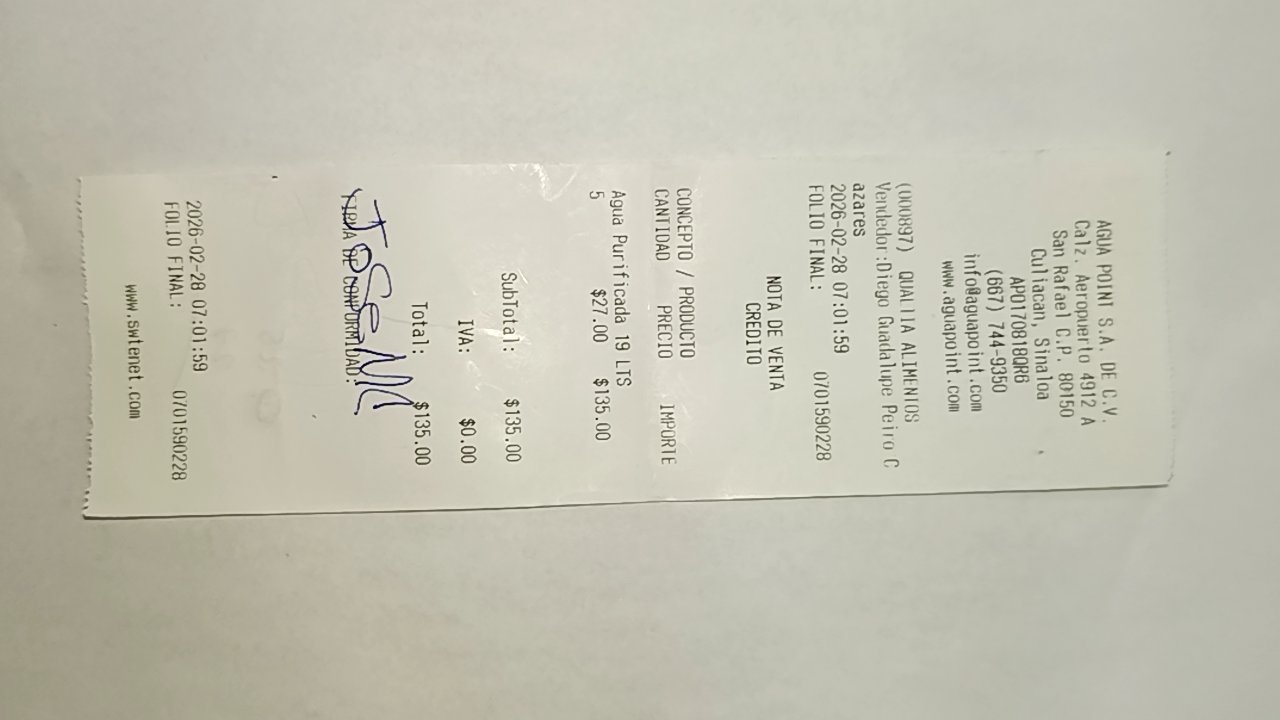 AGUA POINT S.A. DE C.V.
Calz. Aeropuerto 4912 A
San Rafael C.P. 80150
Culiacan, Sinaloa
APO170818QR6
(667) 744-9350
info@aguapoint.com
www.aguapoint.com
(000897) QUALIA ALIMENTOS
Vendedor:Diego Guadalupe Peiro C
azares
2026-02-28 07:01:59
FOLIO FINAL: 0701590228
NOTA DE VENTA
CREDITO
CONCEPTO / PRODUCTO
CANTIDAD PRECIO IMPORTE
Agua Purificada 19 LTS
5 $27.00 $135.00
SubTotal: $135.00
IVA: $0.00
Total: $135.00
Jose M
FIRMA DE CONFORMIDAD:
2026-02-28 07:01:59
FOLIO FINAL: 0701590228
www.swtenet.com